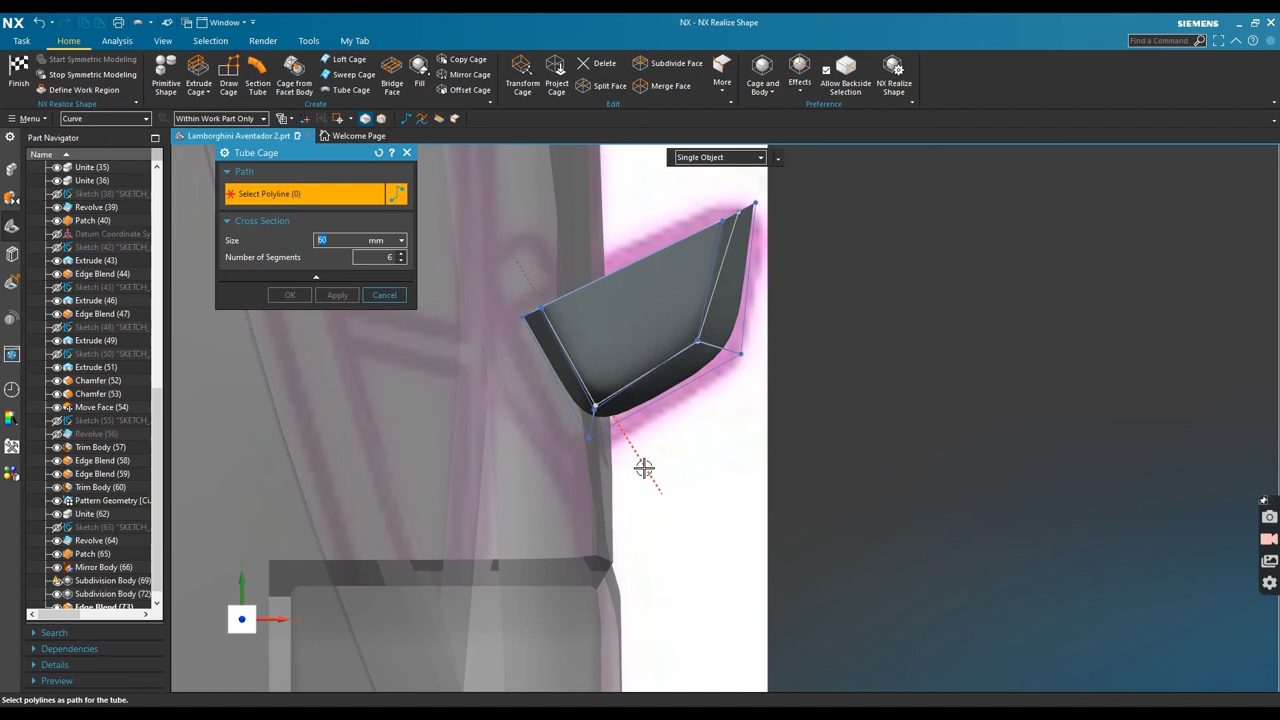 NX
Window
NX - NX Realize Shape
SIEMENS
Task Home Analysis View Selection Render Tools My Tab
Find a Command
Finish
Start Symmetric Modeling
Stop Symmetric Modeling
Define Work Region
NX Realize Shape
Primitive Shape
Extrude Cage
Draw Cage
Section Tube
Cage from Facet Body
Loft Cage
Sweep Cage
Tube Cage
Bridge Face
Fill
Copy Cage
Mirror Cage
Offset Cage
Create
Transform Cage
Project Cage
Delete
Split Face
Subdivide Face
Merge Face
More
Edit
Cage and Body
Effects
Allow Backside Selection
NX Realize Shape
Preference
Menu
Curve
Within Work Part Only
Part Navigator
Lamborghini Aventador 2.prt
Welcome Page
Name
Unite (35)
Unite (36)
Sketch (38) "SKETCH_
Revolve (39)
Patch (40)
Datum Coordinate Sy
Sketch (42) "SKETCH_
Extrude (43)
Edge Blend (44)
Sketch (45) "SKETCH_
Extrude (46)
Edge Blend (47)
Sketch (48) "SKETCH_
Extrude (49)
Sketch (50) "SKETCH_
Extrude (51)
Chamfer (52)
Chamfer (53)
Move Face (54)
Sketch (55) "SKETCH_
Revolve (56)
Trim Body (57)
Edge Blend (58)
Edge Blend (59)
Trim Body (60)
Pattern Geometry [Ci
Unite (62)
Sketch (63) "SKETCH_
Revolve (64)
Patch (65)
Mirror Body (66)
Subdivision Body (69)
Subdivision Body (72)
Edge Blend (73)
Search
Dependencies
Details
Preview
Tube Cage
Path
Select Polyline (0)
Cross Section
Size 60 mm
Number of Segments 6
OK Apply Cancel
Single Object
Select polylines as path for the tube.